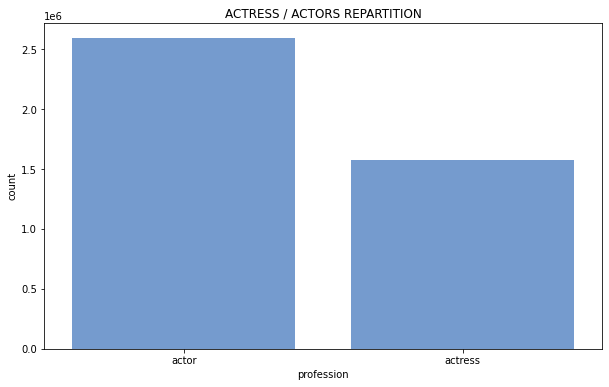 ACTRESS / ACTORS REPARTITION
1e6
2.5
2.0
1.5
1.0
0.5
0.0
count
actor actress
profession